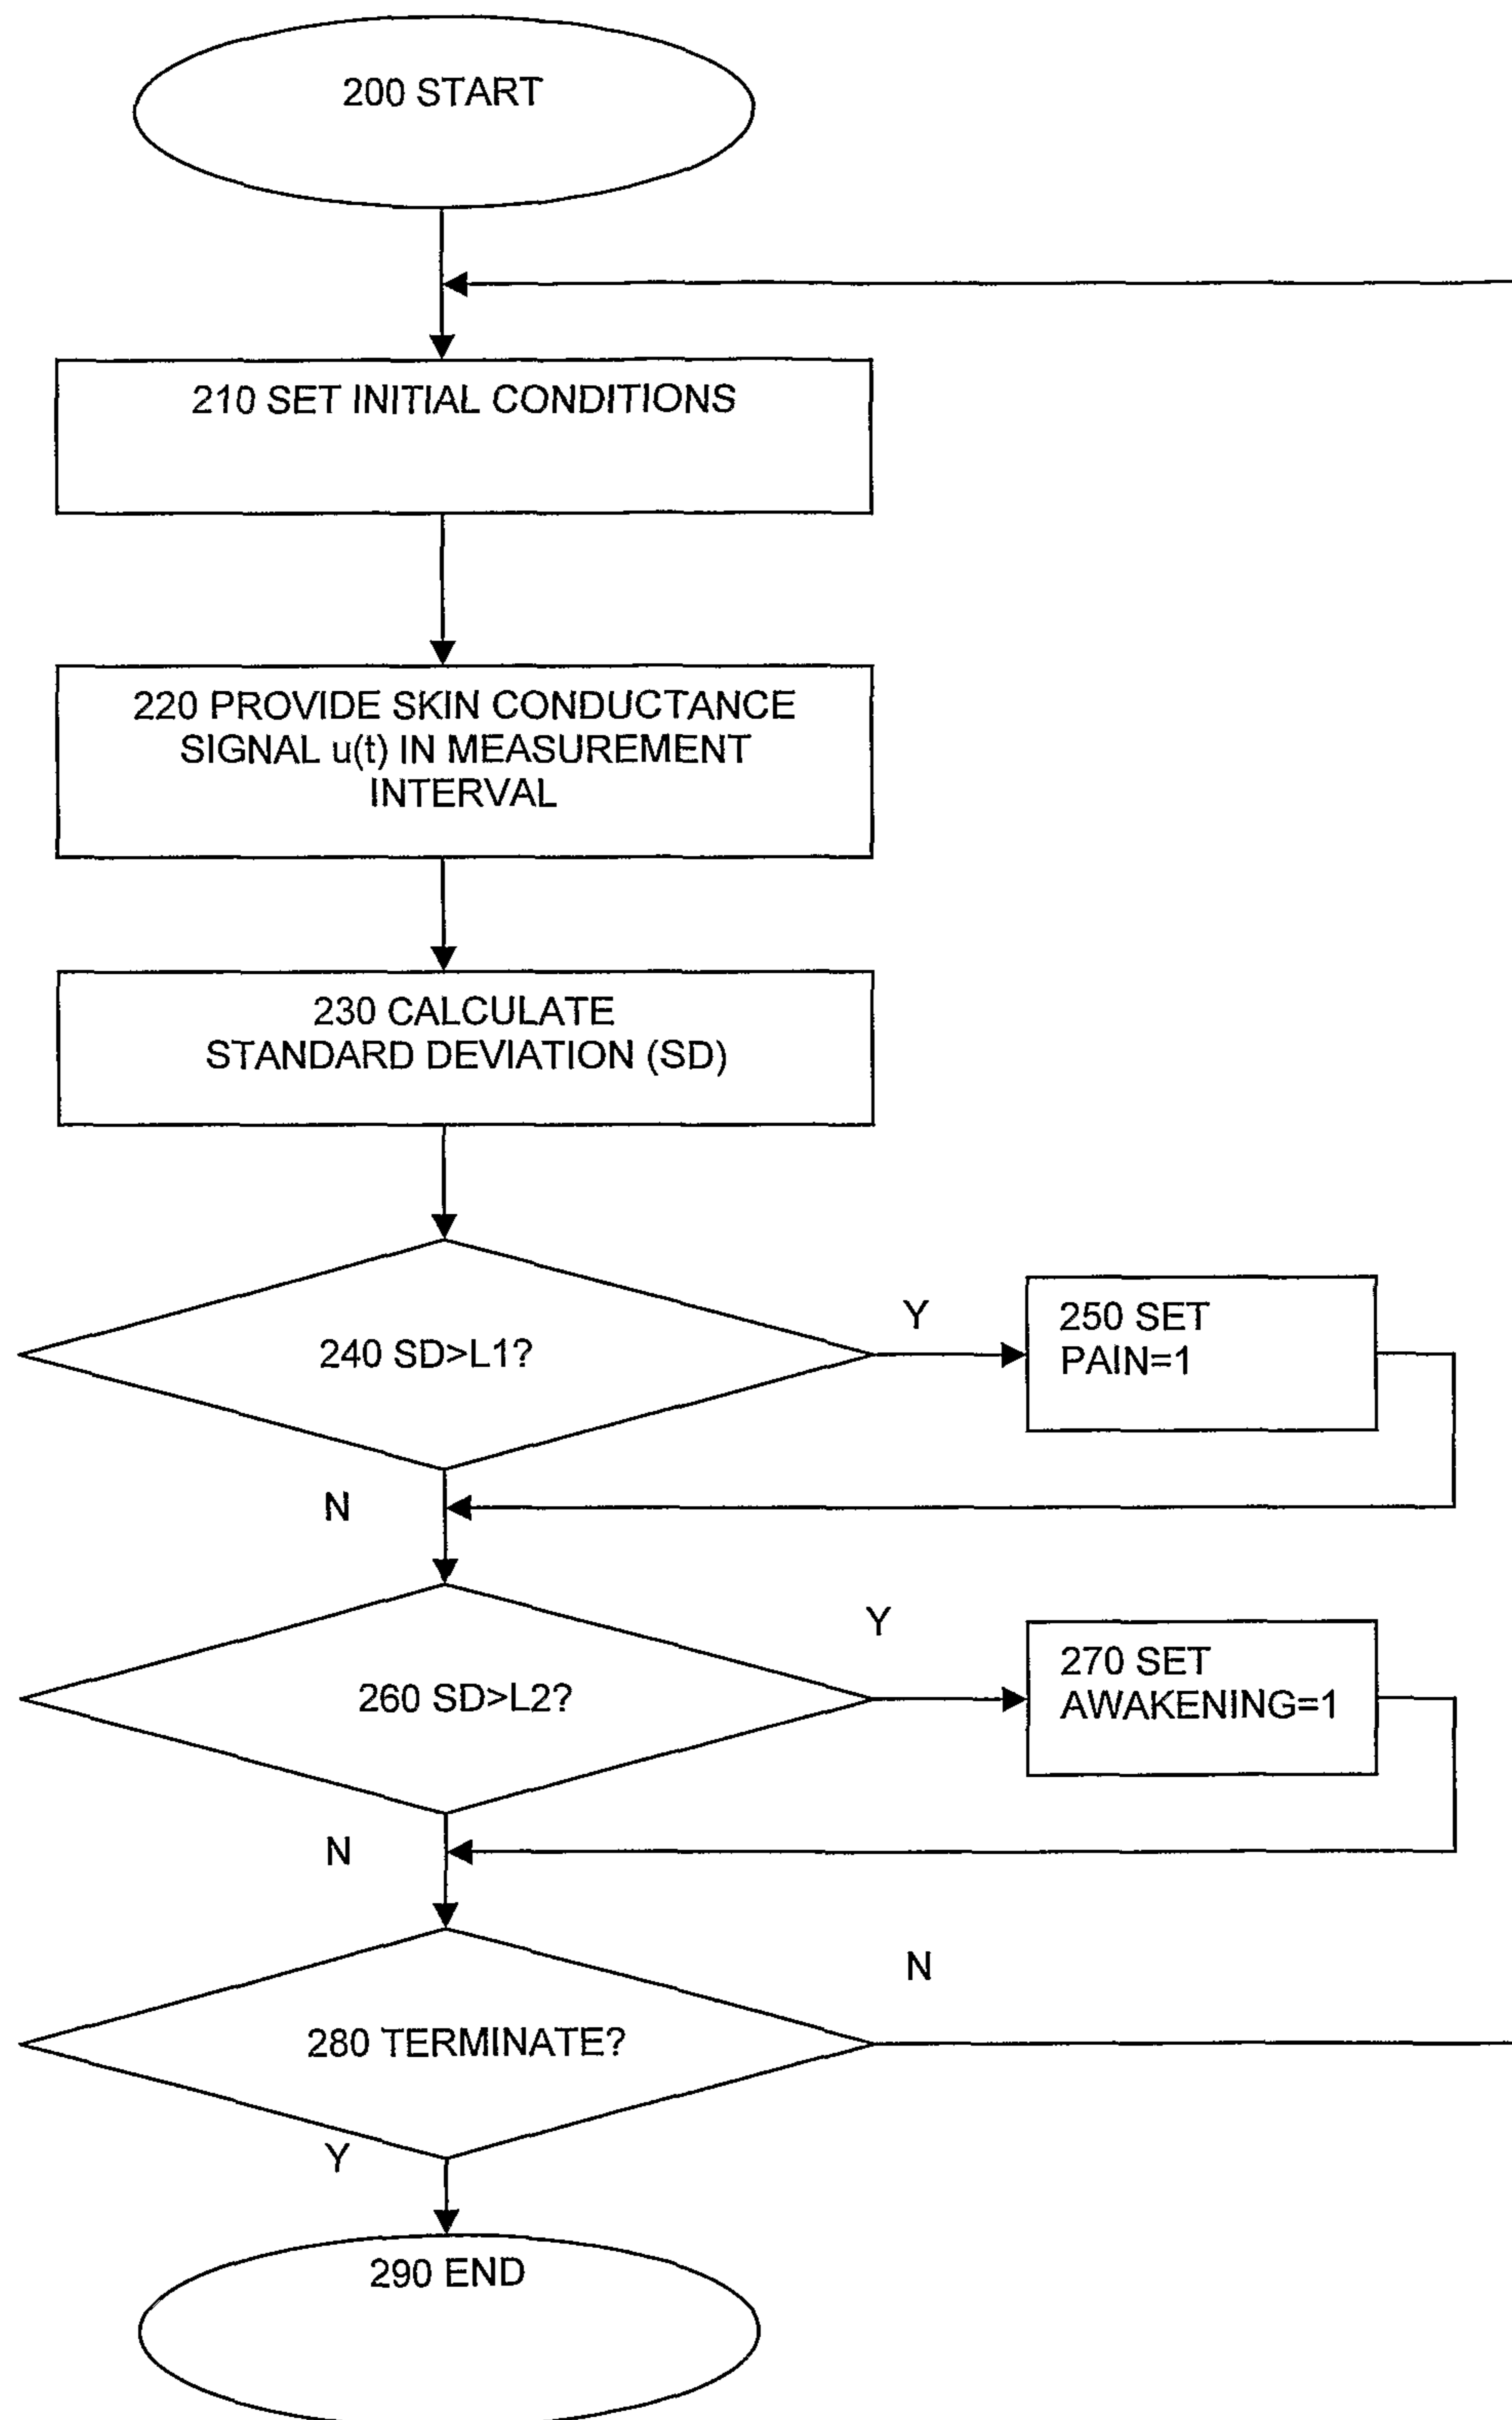 200 START
210 SET INITIAL CONDITIONS
220 PROVIDE SKIN CONDUCTANCE
SIGNAL u(t) IN MEASUREMENT
INTERVAL
230 CALCULATE
STANDARD DEVIATION (SD)
240 SD>L1?
Y
250 SET
PAIN=1
N
260 SD>L2?
Y
270 SET
AWAKENING=1
N
280 TERMINATE?
N
Y
290 END